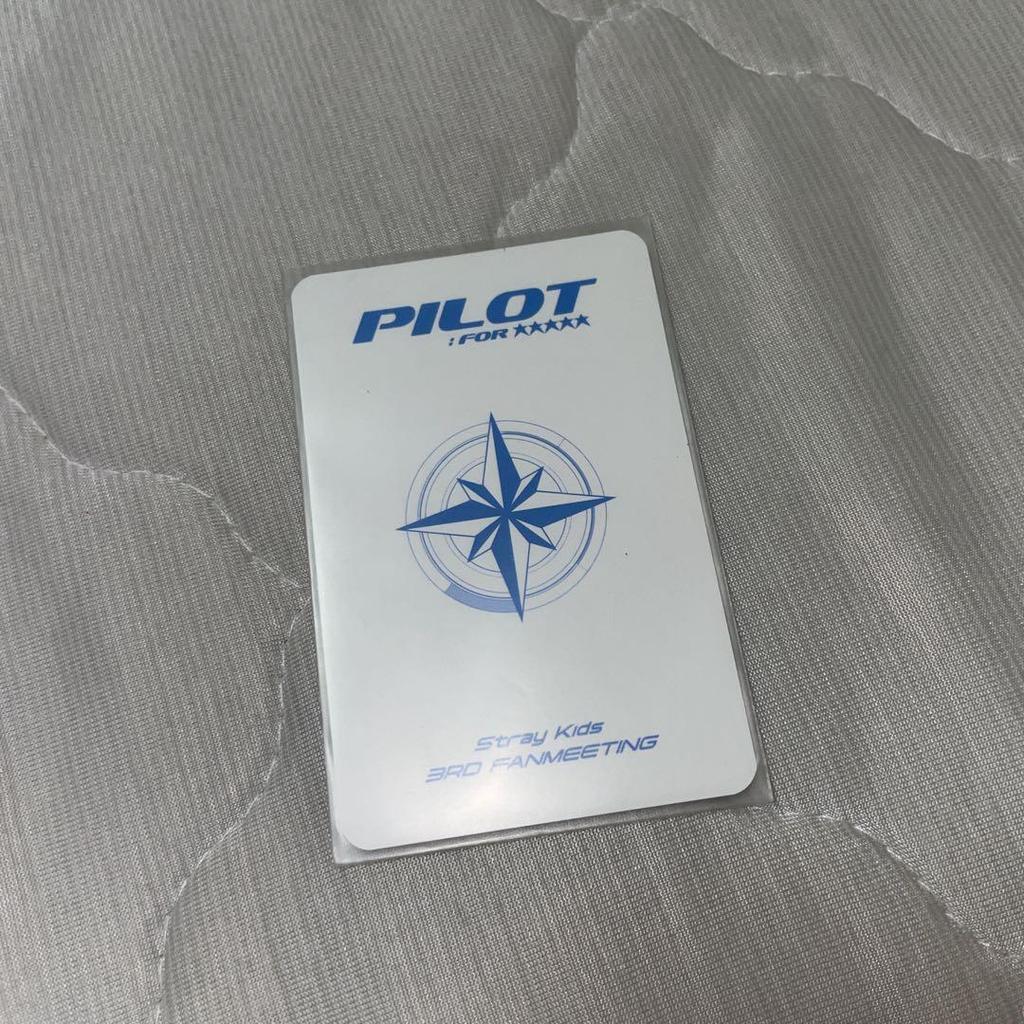 PILOT
: FOR ★★★★★
Stray Kids
3RD FANMEETING